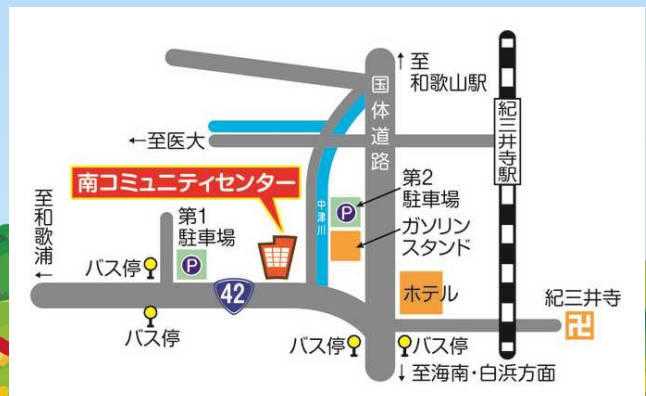 ↑至
和歌山駅
国体道路
紀三井寺駅
←至医大
南コミュニティセンター
第2
駐車場
P
中津川
ガソリン
スタンド
至和歌浦
↓
第1
駐車場
P
バス停
42
ホテル
紀三井寺
卍
バス停
バス停
バス停
↓至海南・白浜方面